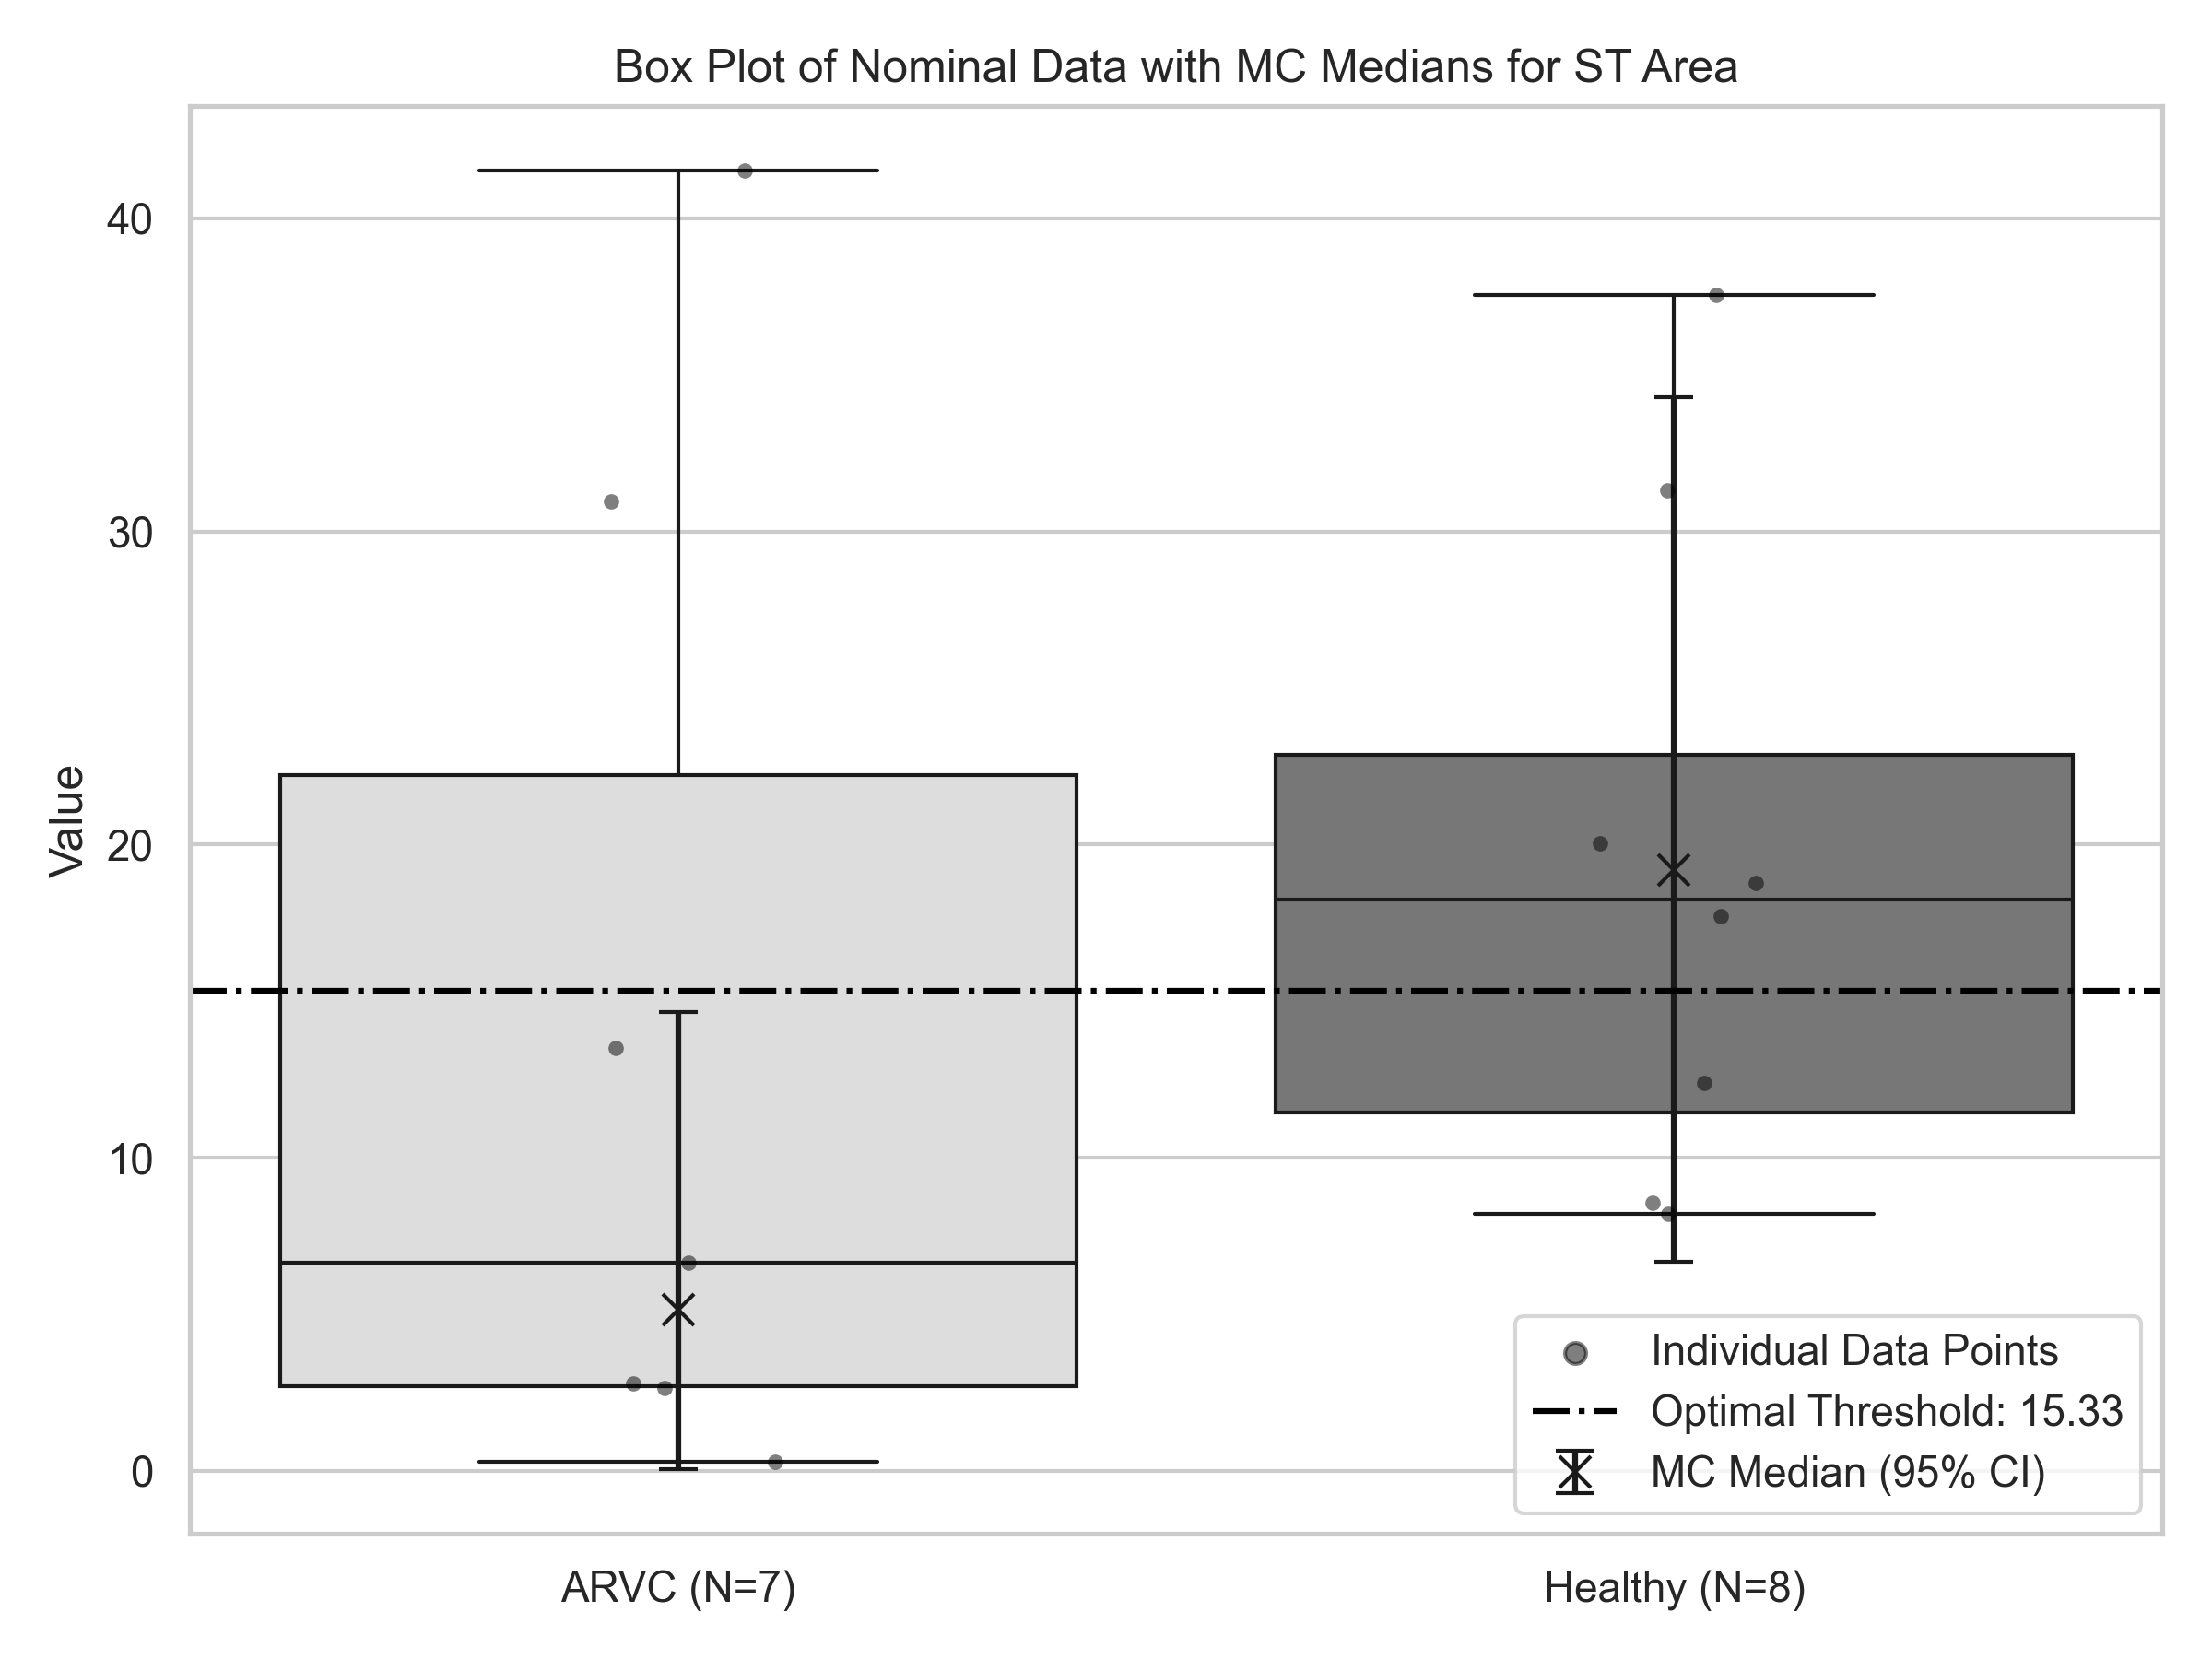 Box Plot of Nominal Data with MC Medians for ST Area
Value
40
30
20
10
0
Individual Data Points
Optimal Threshold: 15.33
MC Median (95% CI)
ARVC (N=7)
Healthy (N=8)